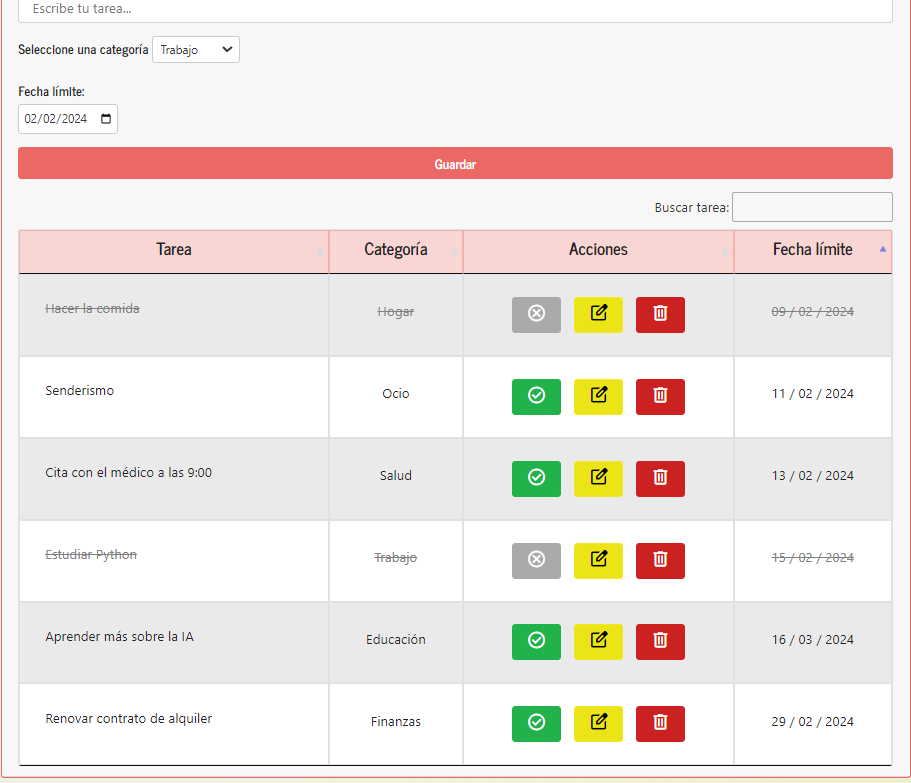 Escribe tu tarea...
Seleccione una categoría Trabajo
Fecha límite:
02/02/2024
Guardar
Buscar tarea:
Tarea Categoría Acciones Fecha límite
Hacer la comida Hogar 09 / 02 / 2024
Senderismo Ocio 11 / 02 / 2024
Cita con el médico a las 9:00 Salud 13 / 02 / 2024
Estudiar Python Trabajo 15 / 02 / 2024
Aprender más sobre la IA Educación 16 / 03 / 2024
Renovar contrato de alquiler Finanzas 29 / 02 / 2024